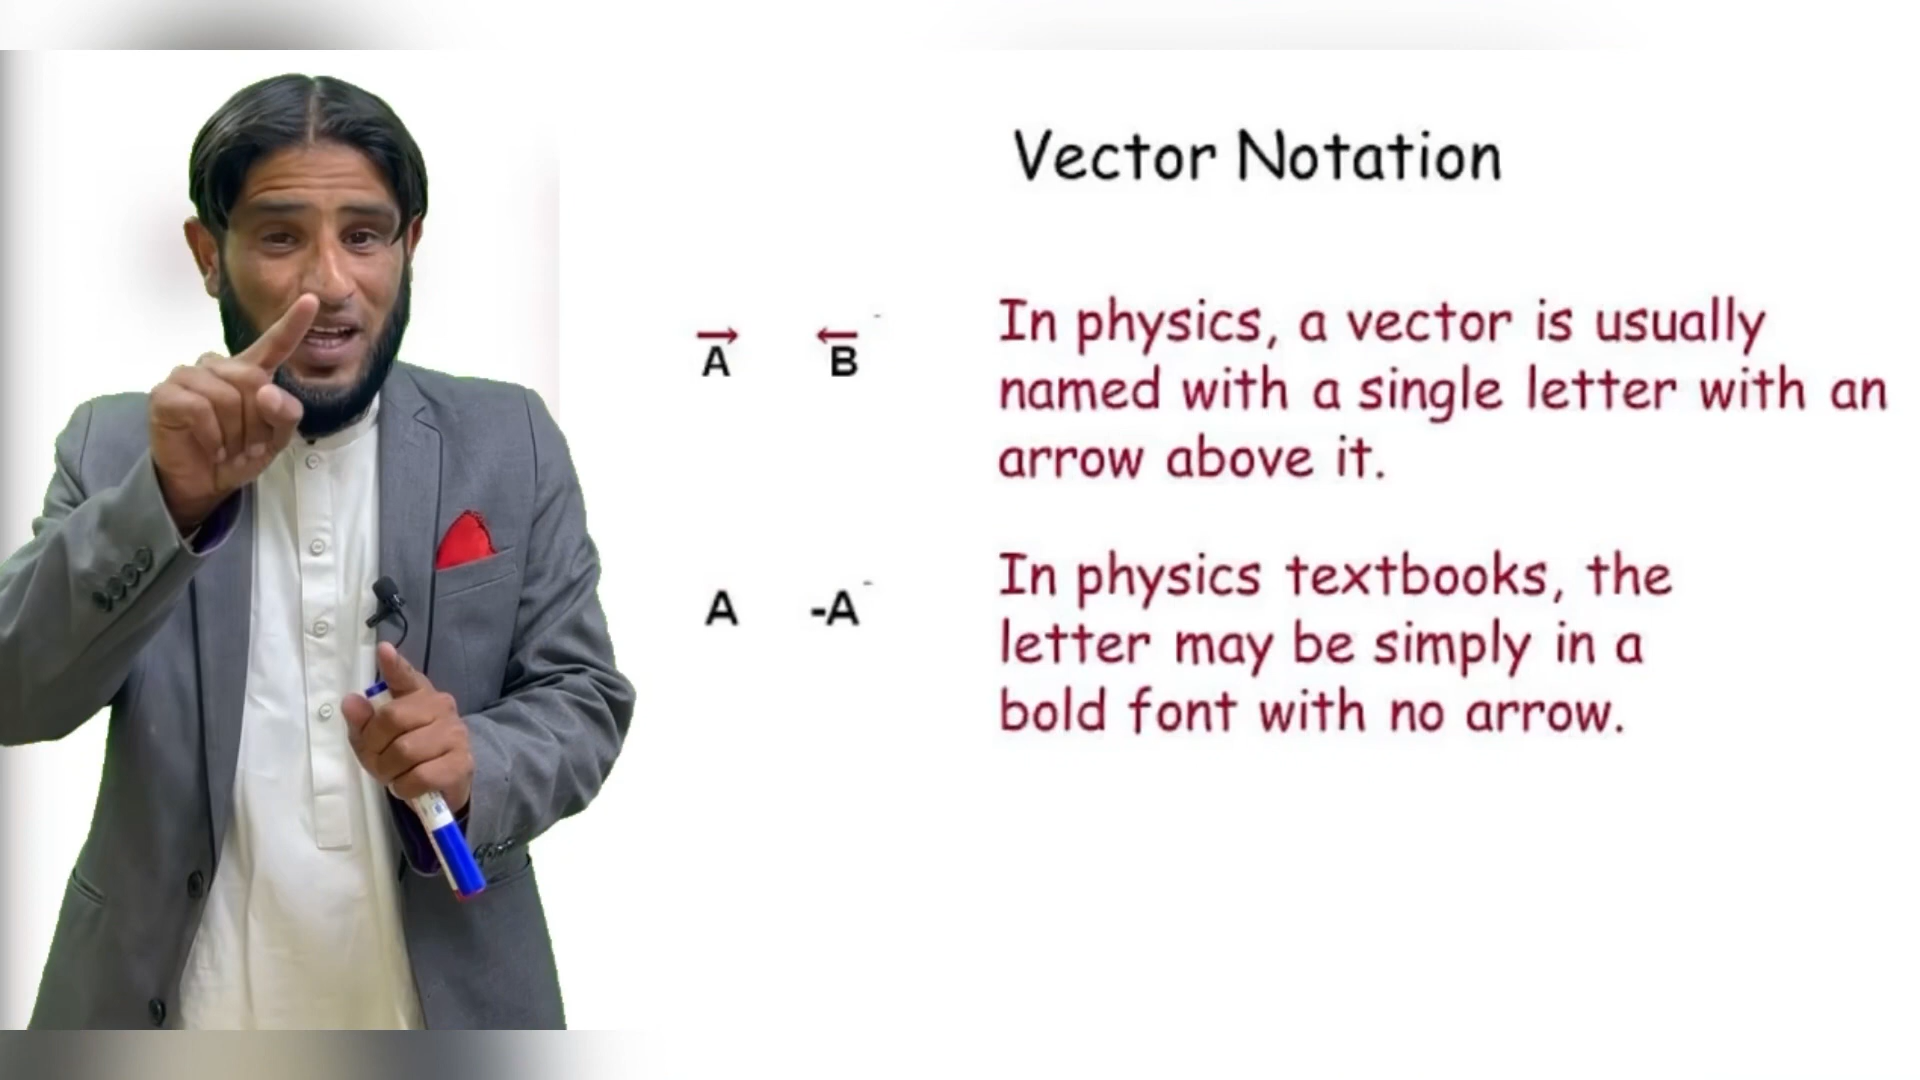 Vector Notation
A B
In physics, a vector is usually
named with a single letter with an
arrow above it.
A -A
In physics textbooks, the
letter may be simply in a
bold font with no arrow.